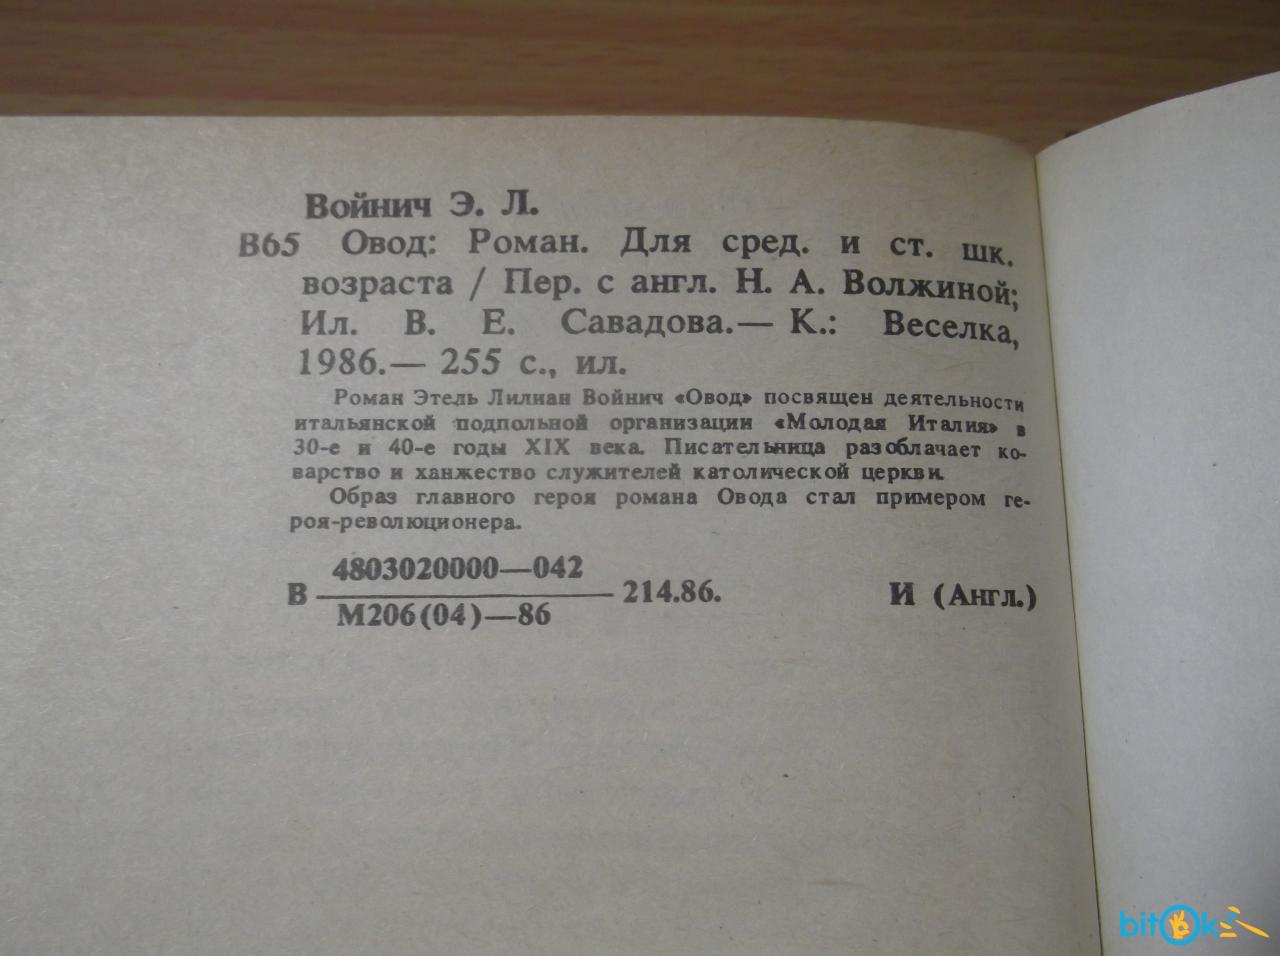 Войнич Э. Л.
В65 Овод: Роман. Для сред. и ст. шк.
возраста / Пер. с англ. Н. А. Волжиной;
Ил. В. Е. Савадова.— К.: Веселка,
1986.— 255 с., ил.
Роман Этель Лилиан Войнич «Овод» посвящен деятельности
итальянской подпольной организации «Молодая Италия» в
30-е и 40-е годы XIX века. Писательница разоблачает ко-
варство и ханжество служителей католической церкви.
Образ главного героя романа Овода стал примером ге-
роя-революционера.
4803020000—042
В 214.86. И (Англ.)
М206(04)—86
bitOk